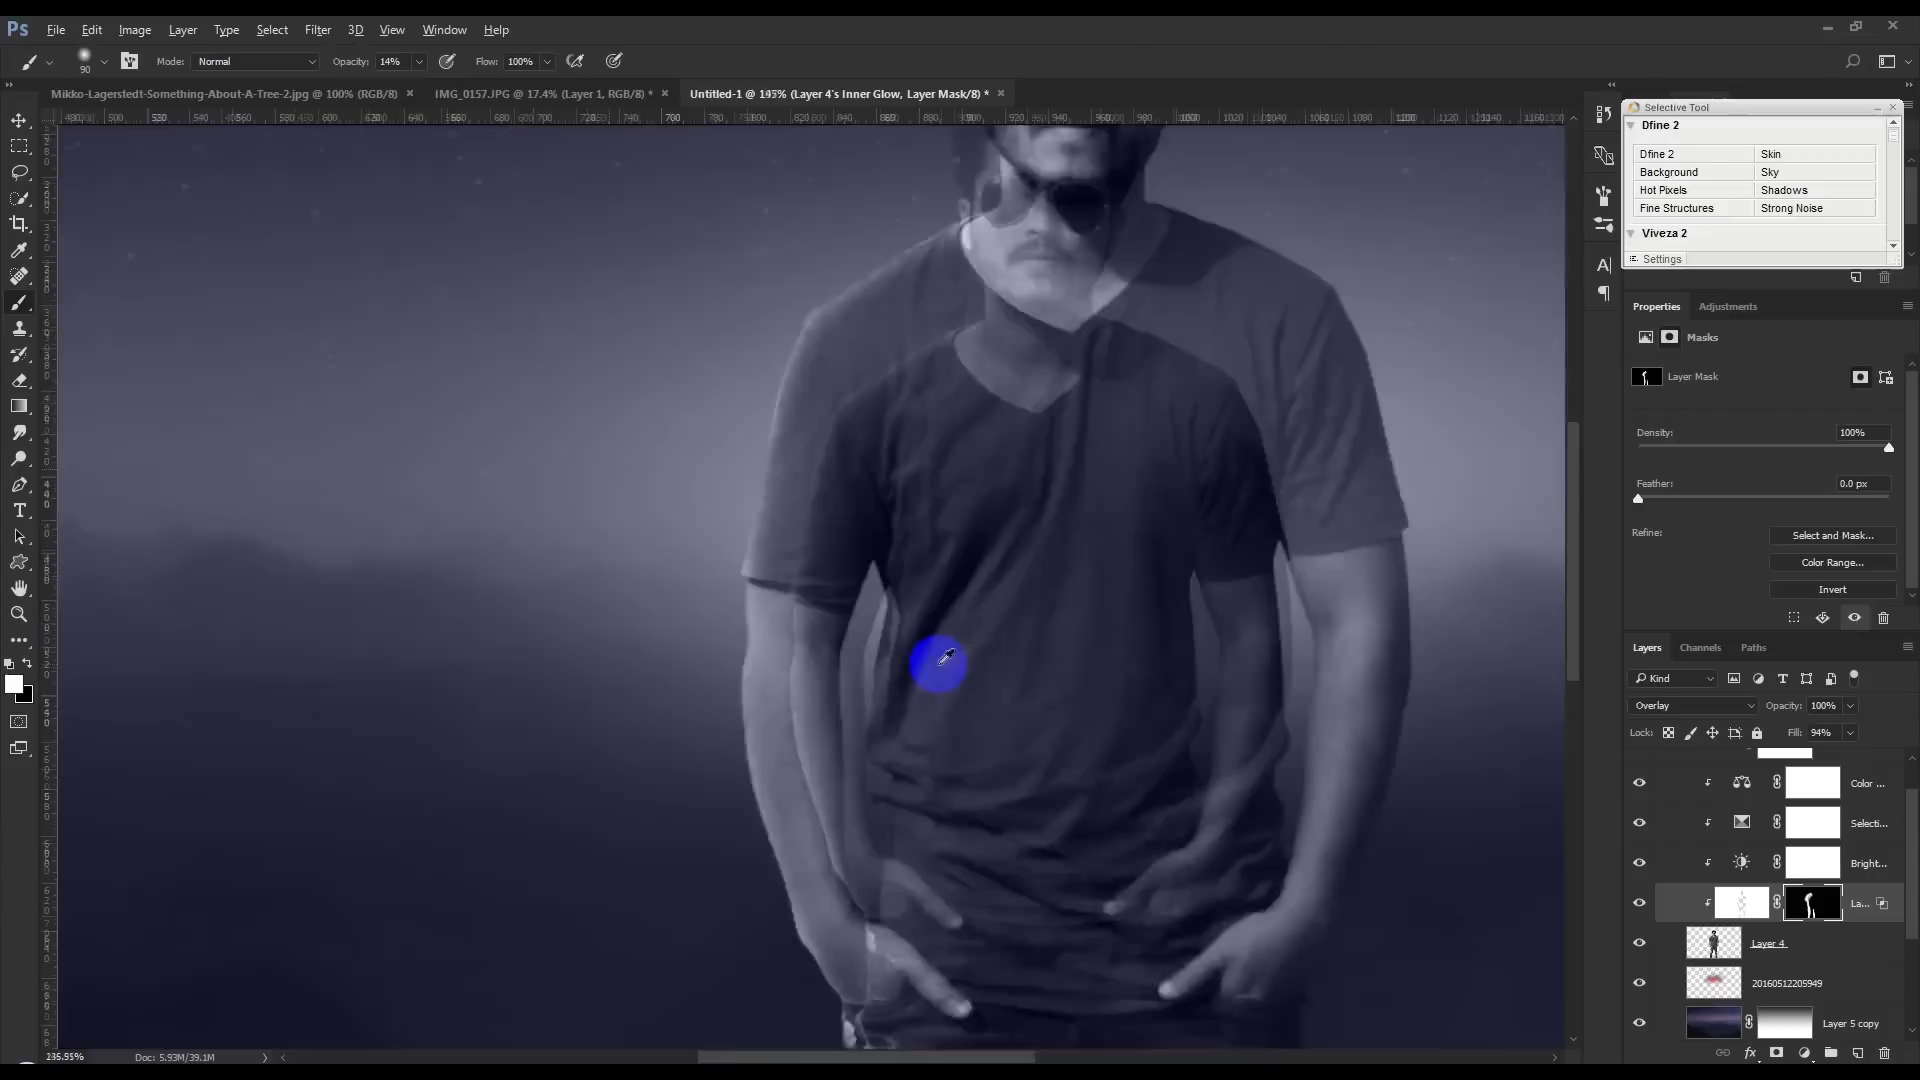 Ps File Edit Image Layer Type Select Filter 3D View Window Help
90 Mode: Normal Opacity: 14% Flow: 100%
Mikko-Lagerstedt-Something-About-A-Tree-2.jpg @ 100% (RGB/8) × IMG_0157.JPG @ 17.4% (Layer 1, RGB/8) * × Untitled-1 @ (Layer 4's Inner Glow, Layer Mask/8) * ×
Selective Tool
Dfine 2
Dfine 2 Skin
Background Sky
Hot Pixels Shadows
Fine Structures Strong Noise
Viveza 2
Settings
Properties Adjustments
Masks
Layer Mask
Density: 100%
Feather: 0.0 px
Refine: Select and Mask...
Color Range...
Invert
Layers Channels Paths
Kind
Overlay Opacity: 100%
Lock: Fill: 94%
Color ...
Selecti...
Bright...
La...
Layer 4
20160512205949
Layer 5 copy
Doc: 5.93M/39.1M